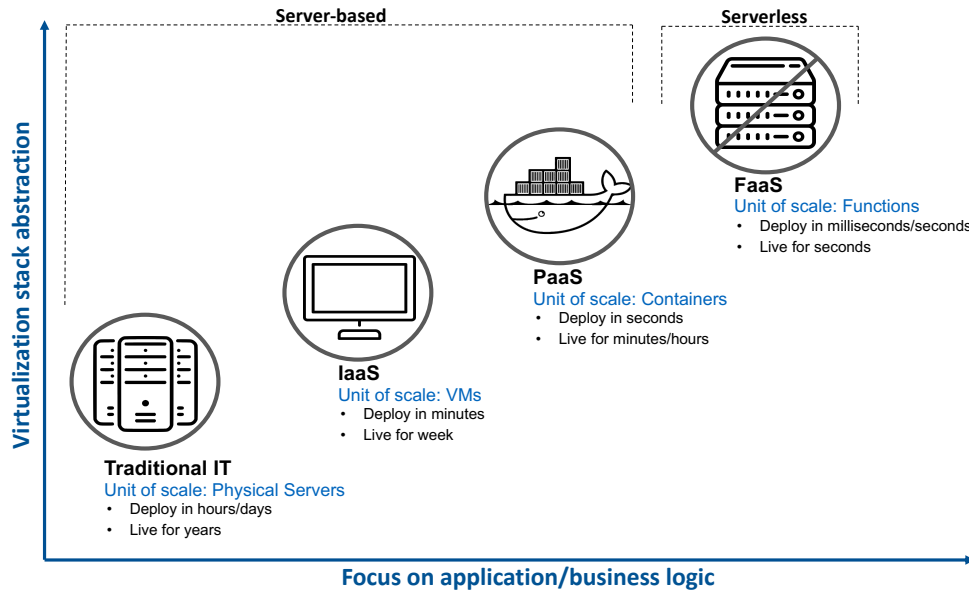 Server-based
Serverless
Virtualization stack abstraction
FaaS
Unit of scale: Functions
• Deploy in milliseconds/seconds
• Live for seconds
PaaS
Unit of scale: Containers
• Deploy in seconds
• Live for minutes/hours
IaaS
Unit of scale: VMs
• Deploy in minutes
• Live for week
Traditional IT
Unit of scale: Physical Servers
• Deploy in hours/days
• Live for years
Focus on application/business logic